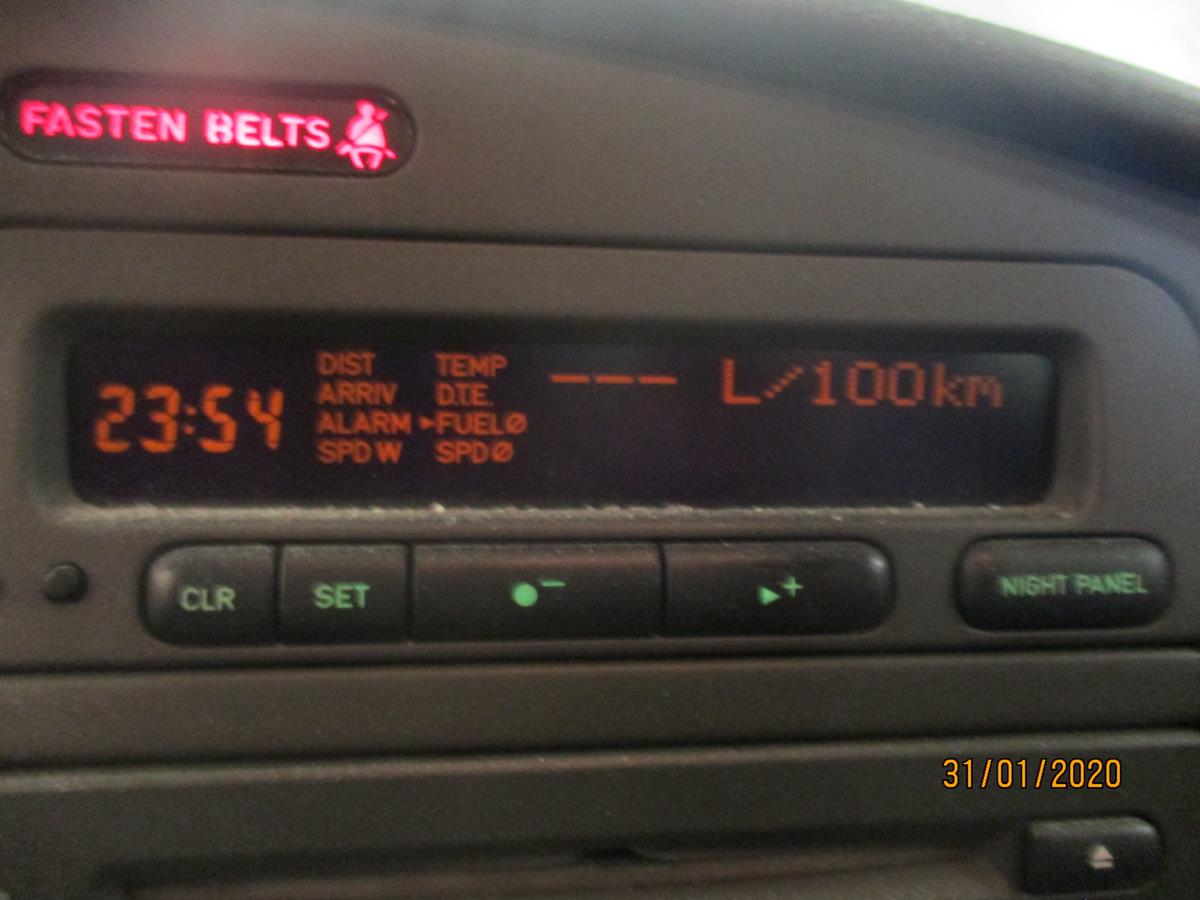 FASTEN BELTS
23:54
DIST TEMP
ARRIV D.T.E.
ALARM ▸FUELØ
SPD W SPDØ
--- L/100km
CLR SET ●− ▸+ NIGHT PANEL
31/01/2020